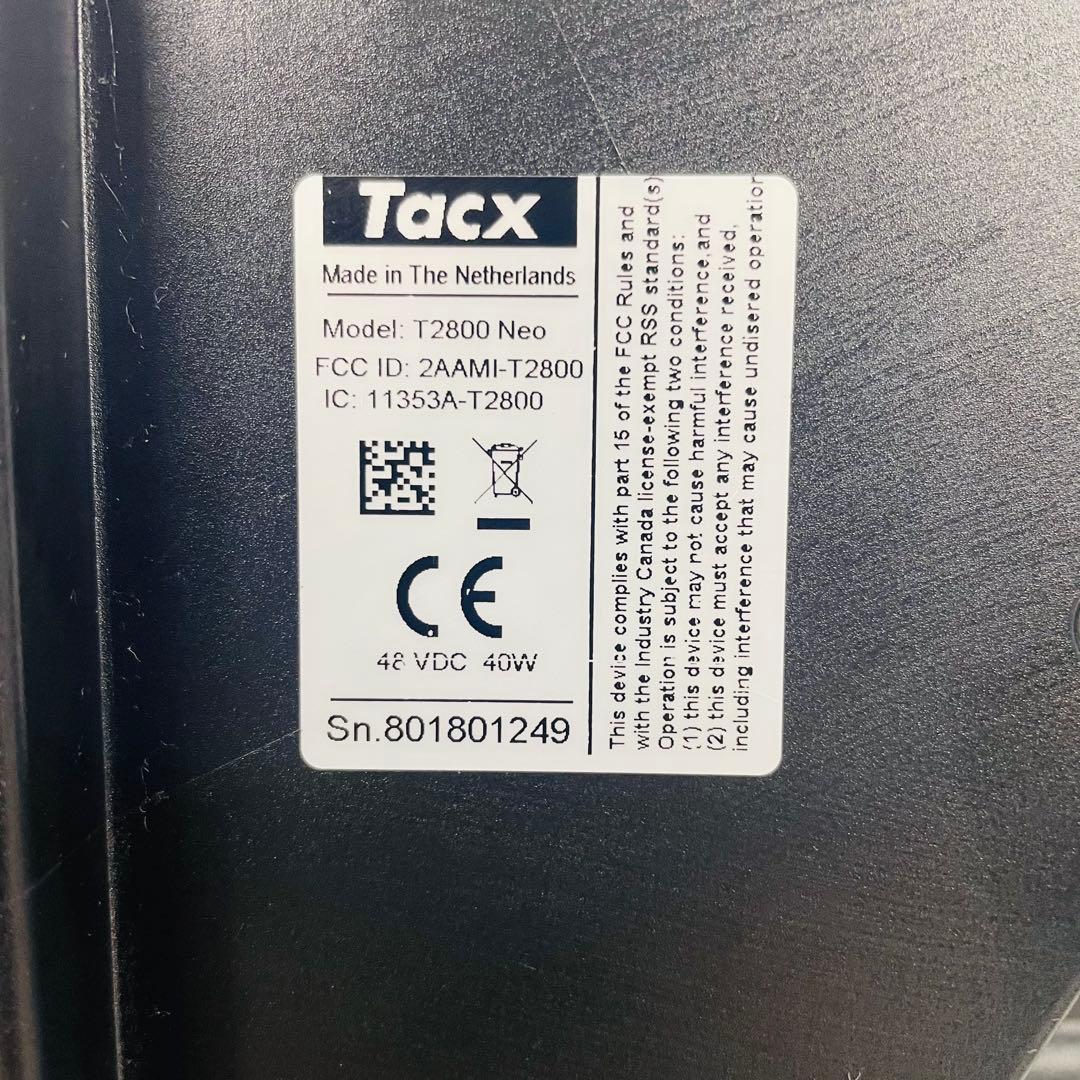 Tacx
Made in The Netherlands
Model: T2800 Neo
FCC ID: 2AAMI-T2800
IC: 11353A-T2800
CE
48 VDC 40W
Sn.801801249
This device complies with part 15 of the FCC Rules and
with the Industry Canada license-exempt RSS standard(s)
Operation is subject to the following two conditions:
(1) this device may not cause harmful interference,and
(2) this device must accept any interference received,
including interference that may cause undisered operation